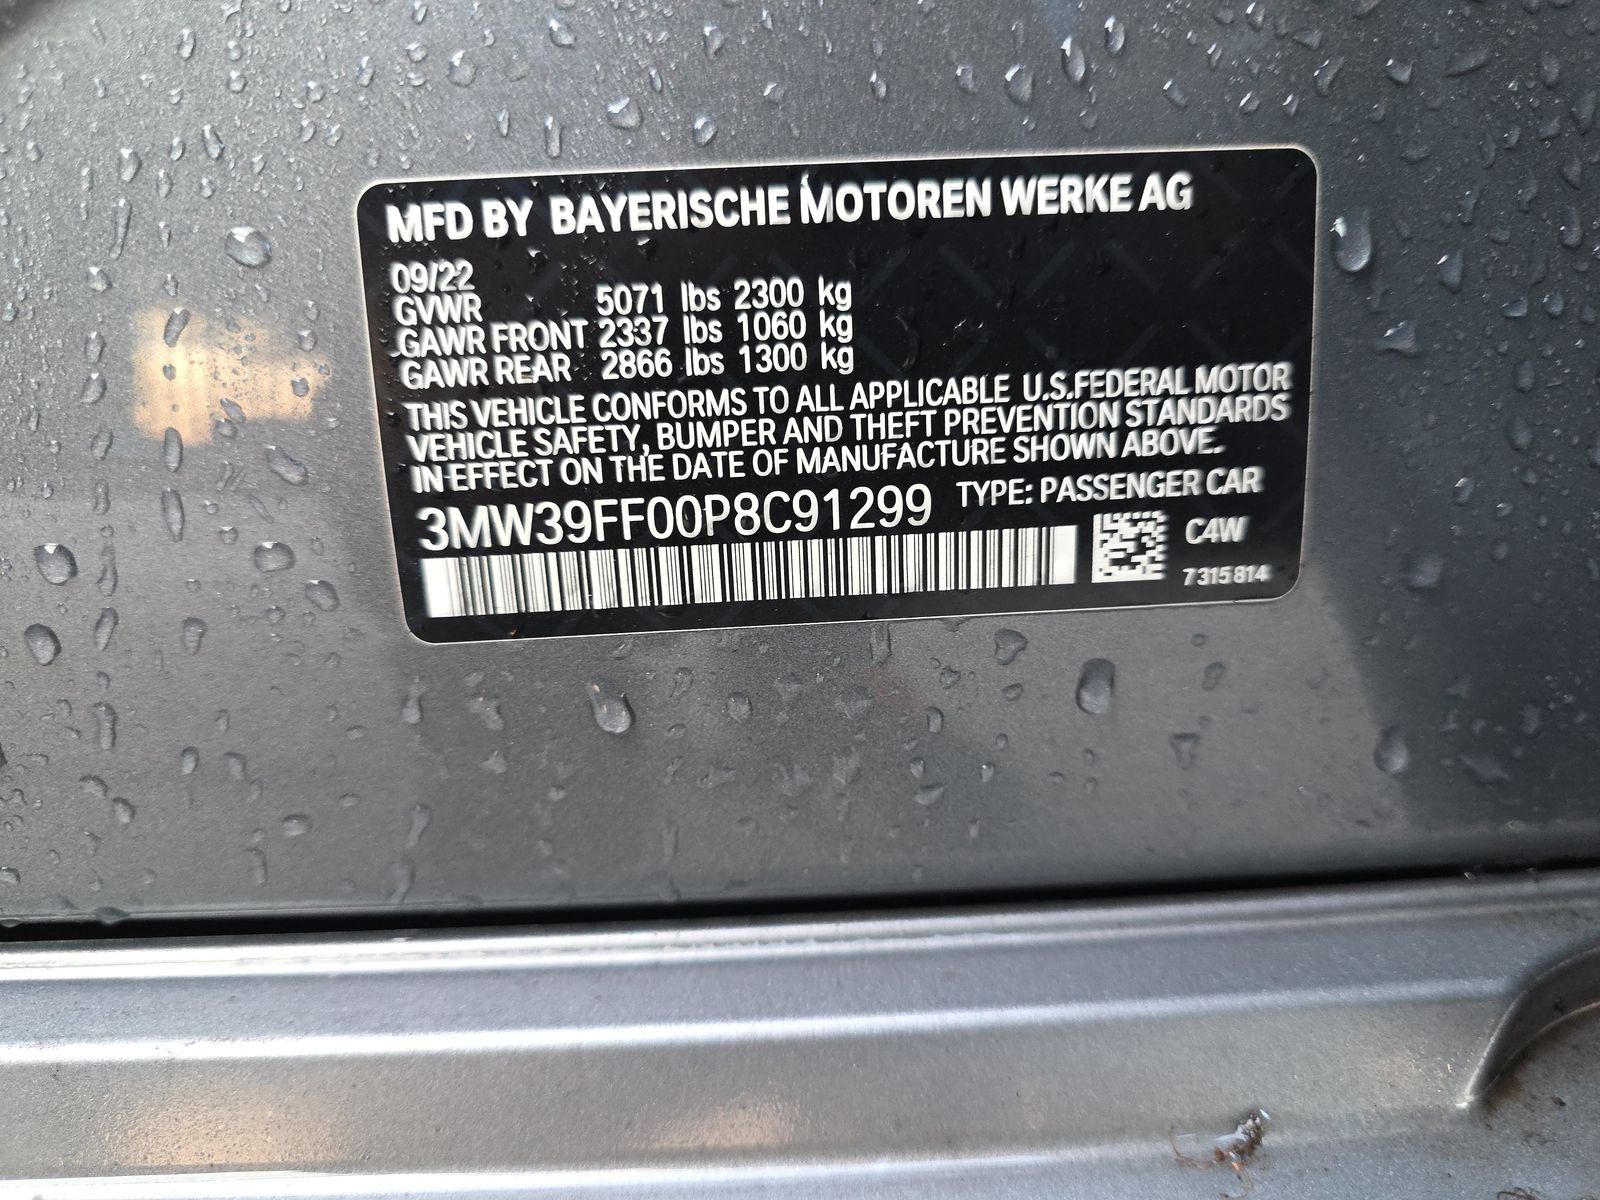 MFD BY BAYERISCHE MOTOREN WERKE AG
09/22
GVWR 5071 lbs 2300 kg
GAWR FRONT 2337 lbs 1060 kg
GAWR REAR 2866 lbs 1300 kg
THIS VEHICLE CONFORMS TO ALL APPLICABLE U.S.FEDERAL MOTOR
VEHICLE SAFETY, BUMPER AND THEFT PREVENTION STANDARDS
IN EFFECT ON THE DATE OF MANUFACTURE SHOWN ABOVE.
3MW39FF00P8C91299 TYPE: PASSENGER CAR
C4W
7315814